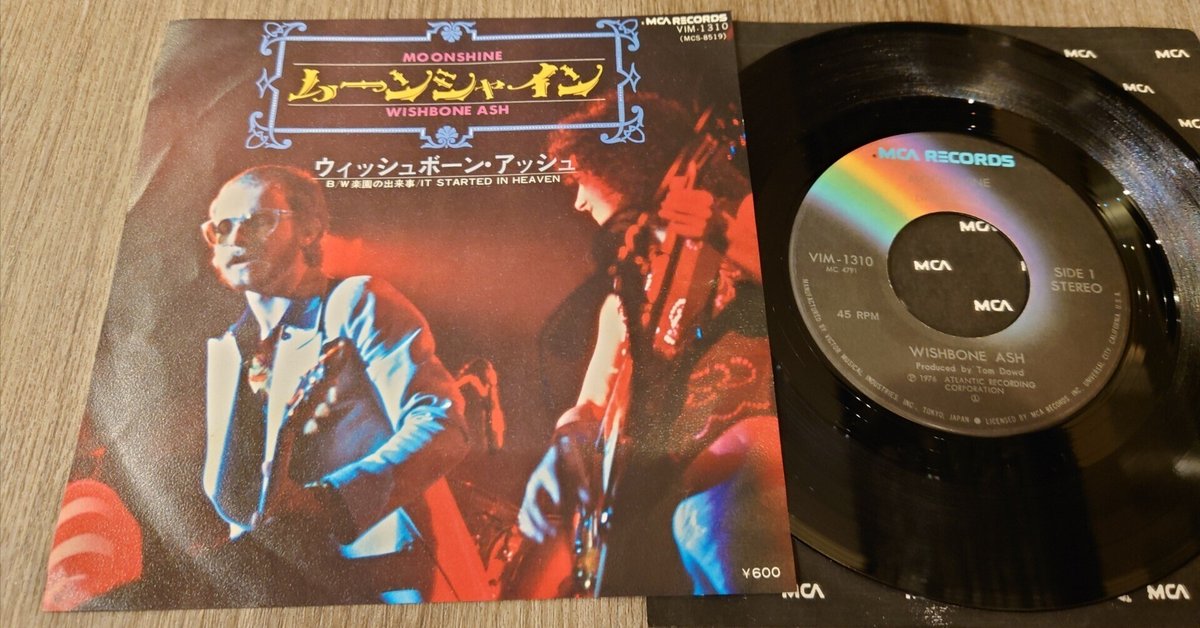 MCA RECORDS
VIM-1310
(MCS-8519)
MOONSHINE
ムーンシャイン
WISHBONE ASH
ウィッシュボーン・アッシュ
B/W 楽園の出来事/IT STARTED IN HEAVEN
¥600
MCA RECORDS
VIM-1310
MC 4791
SIDE 1
STEREO
45 RPM
WISHBONE ASH
Produced by Tom Dowd
Ⓟ 1976 ATLANTIC RECORDING
CORPORATION
MANUFACTURED BY VICTOR MUSICAL INDUSTRIES, INC., TOKYO, JAPAN ● LICENSED BY MCA RECORDS INC. UNIVERSAL CITY, CALIFORNIA, U.S.A.
MCA
MCA
MCA
MCA
MCA
MCA
MCA
MCA
MCA